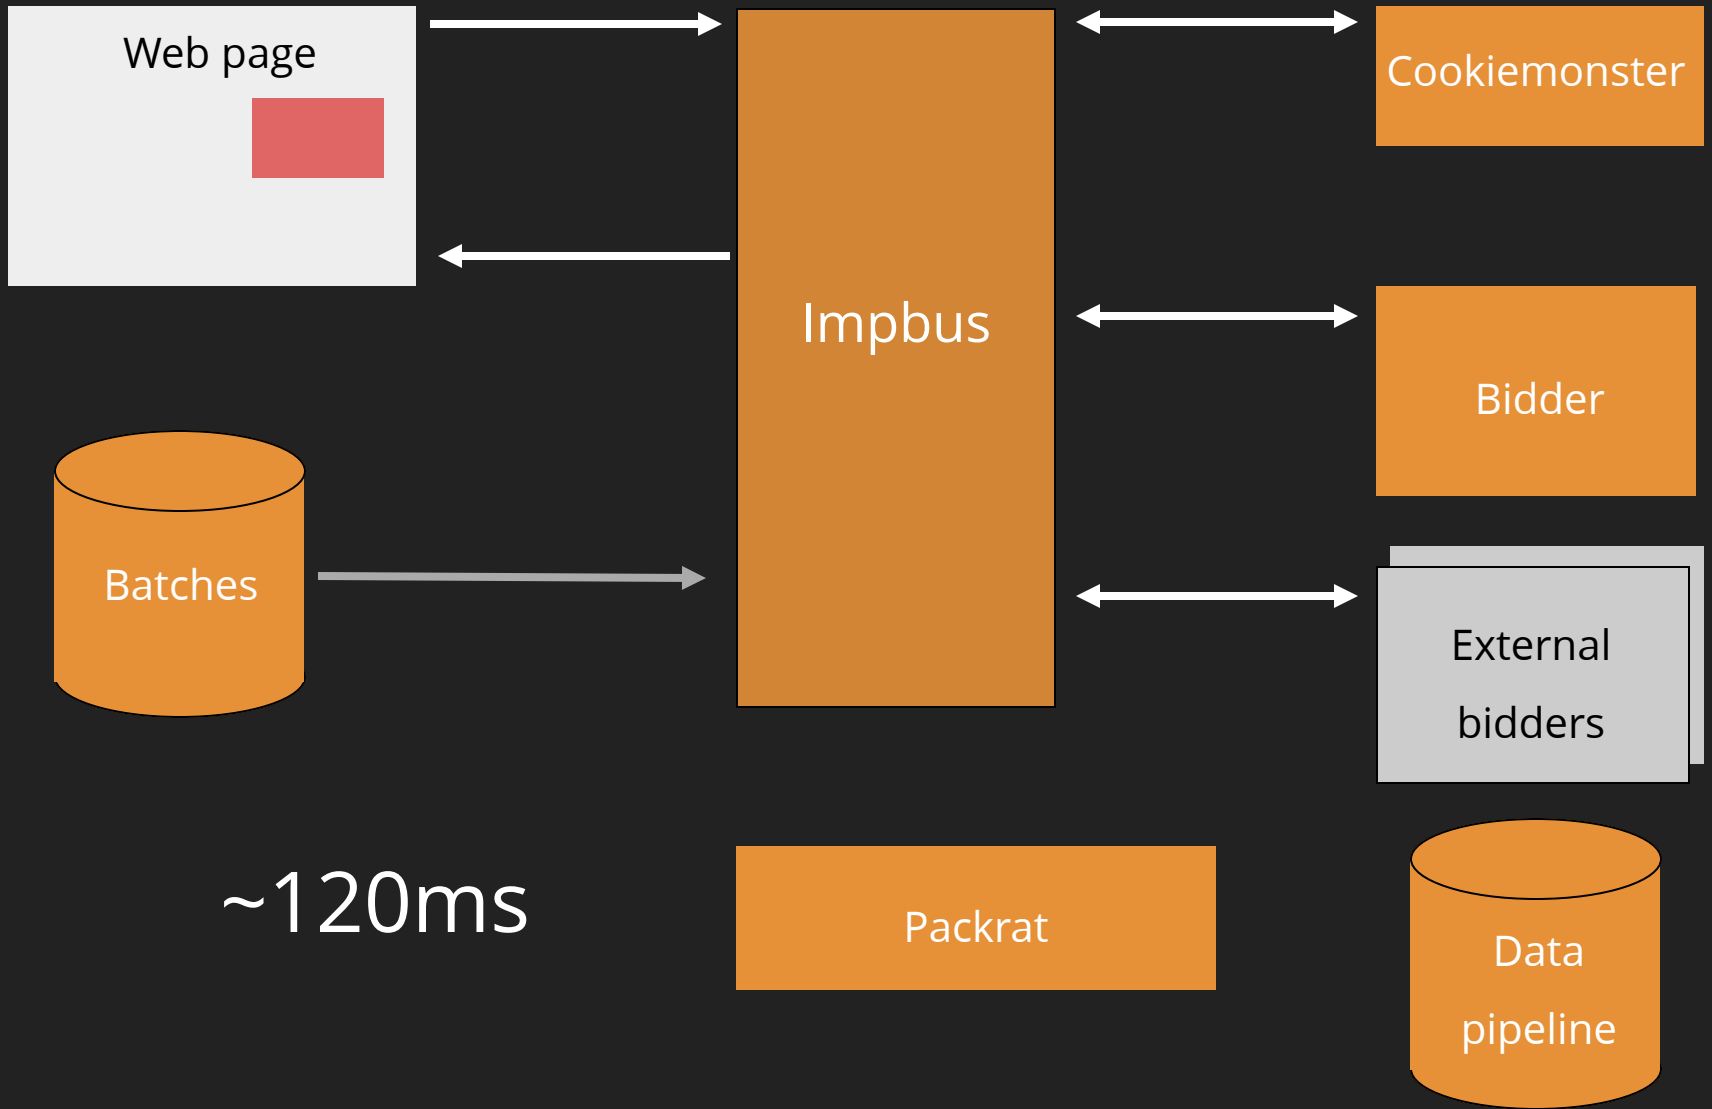 Web page
Cookiemonster
Impbus
Bidder
Batches
External
bidders
~120ms
Packrat
Data
pipeline